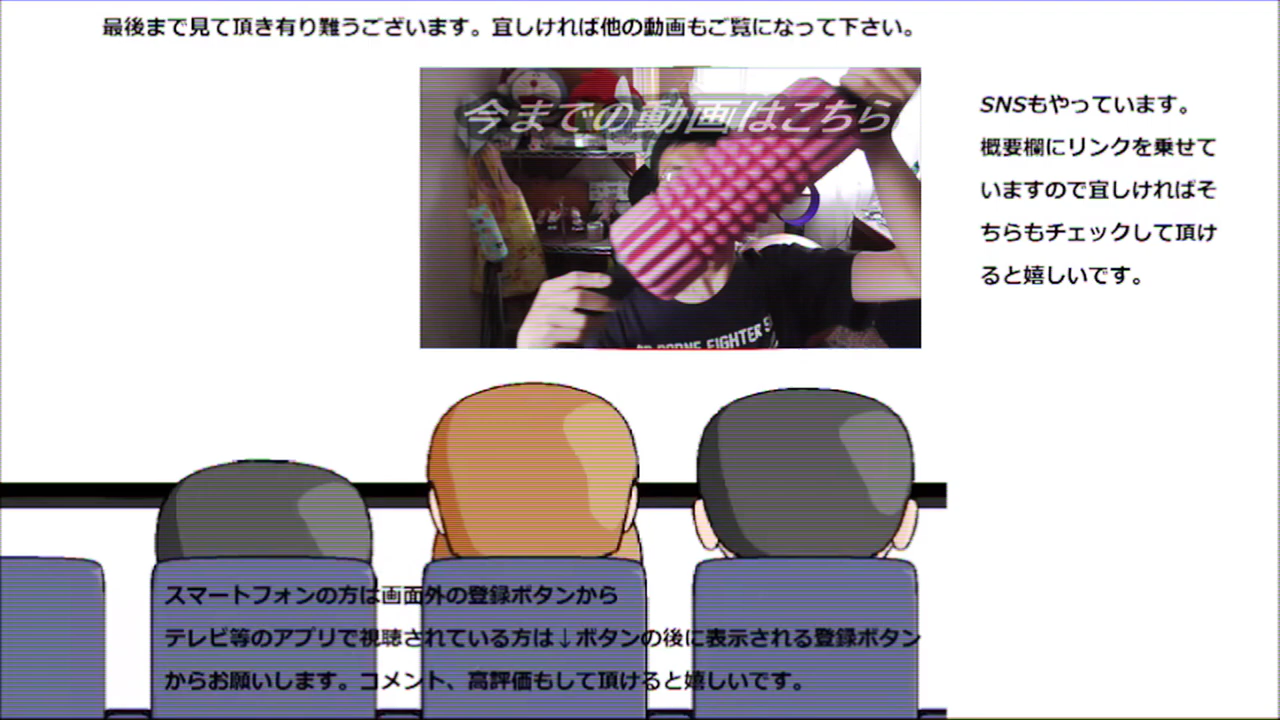 最後まで見て頂き有り難うございます。宜しければ他の動画もご覧になって下さい。
今までの動画はこちら
SNSもやっています。
概要欄にリンクを乗せて
いますので宜しければそ
ちらもチェックして頂け
ると嬉しいです。
FIGHTER
スマートフォンの方は画面外の登録ボタンから
テレビ等のアプリで視聴されている方は↓ボタンの後に表示される登録ボタン
からお願いします。コメント、高評価もして頂けると嬉しいです。